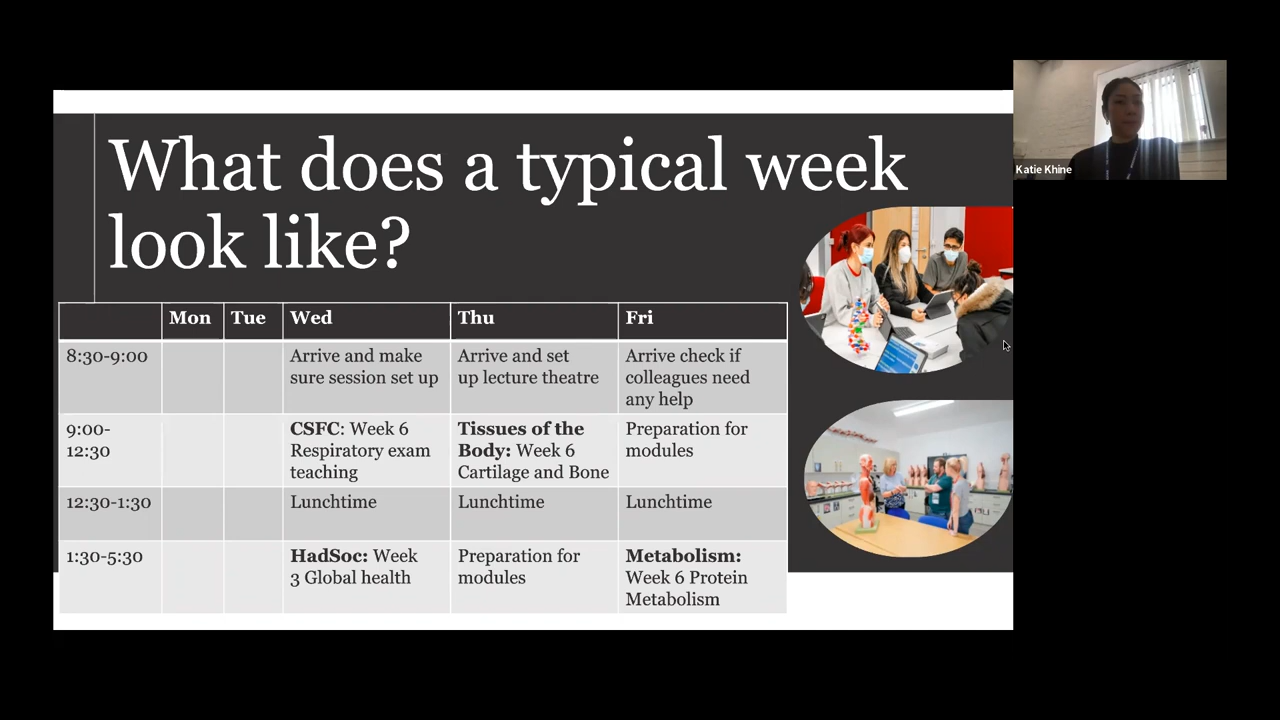 What does a typical week
look like?
Katie Khine
Mon Tue Wed Thu Fri
8:30-9:00
Arrive and make
sure session set up
Arrive and set
up lecture theatre
Arrive check if
colleagues need
any help
9:00-
12:30
CSFC: Week 6
Respiratory exam
teaching
Tissues of the
Body: Week 6
Cartilage and Bone
Preparation for
modules
12:30-1:30
Lunchtime
Lunchtime
Lunchtime
1:30-5:30
HadSoc: Week
3 Global health
Preparation for
modules
Metabolism:
Week 6 Protein
Metabolism